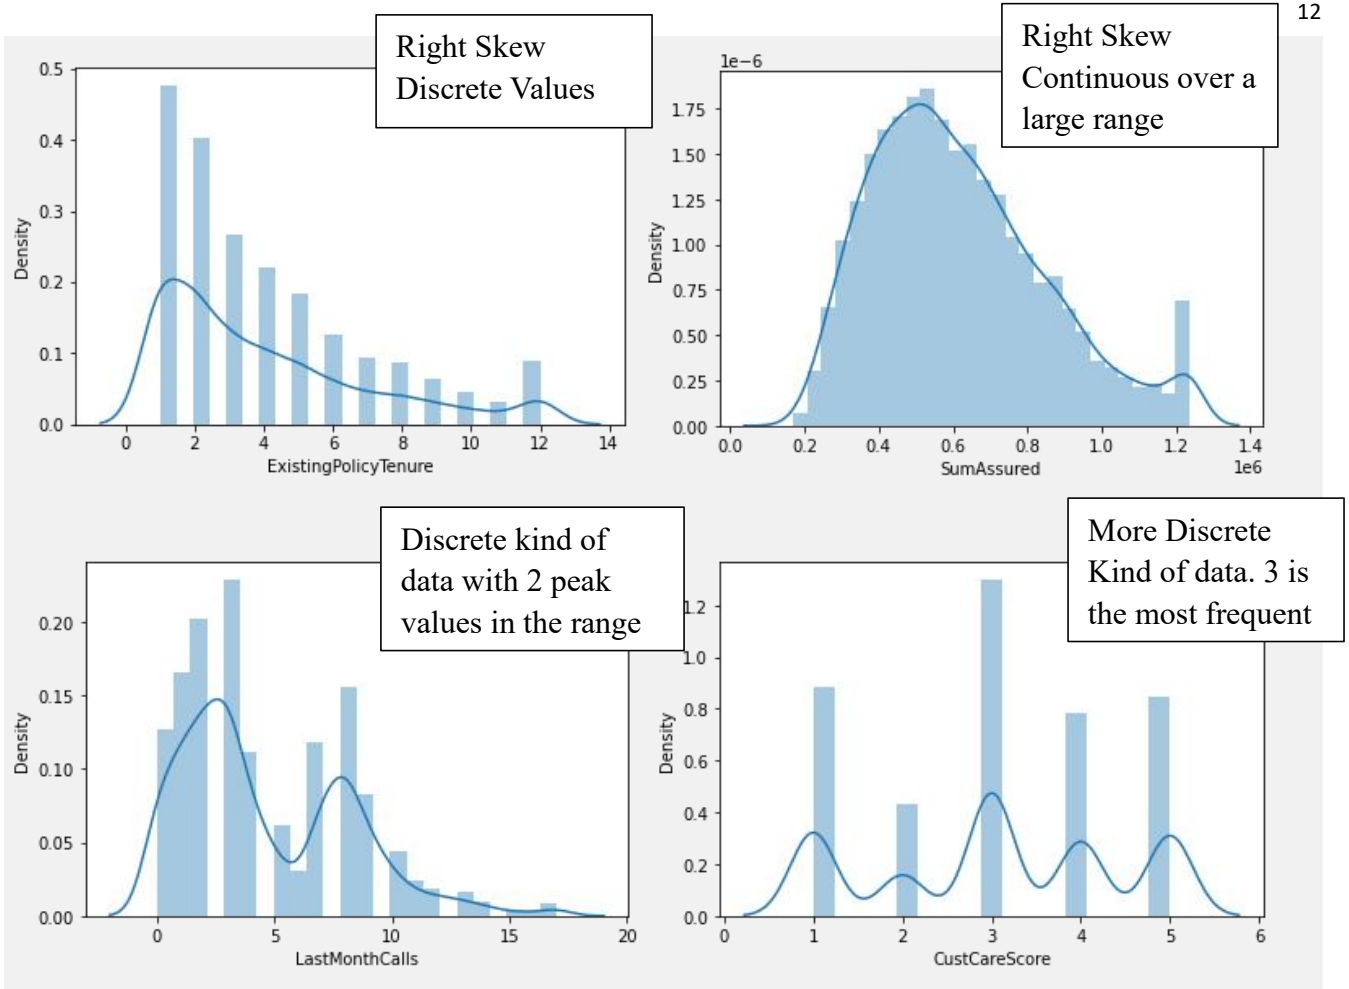 12
Right Skew
Discrete Values
0.5
0.4
0.3
0.2
0.1
0.0
Density
0 2 4 6 8 10 12 14
ExistingPolicyTenure
Right Skew
Continuous over a
large range
1e-6
1.75
1.50
1.25
1.00
0.75
0.50
0.25
0.00
Density
0.0 0.2 0.4 0.6 0.8 1.0 1.2 1.4
1e6
SumAssured
Discrete kind of
data with 2 peak
values in the range
0.20
0.15
0.10
0.05
0.00
Density
0 5 10 15 20
LastMonthCalls
More Discrete
Kind of data. 3 is
the most frequent
1.2
1.0
0.8
0.6
0.4
0.2
0.0
Density
0 1 2 3 4 5 6
CustCareScore